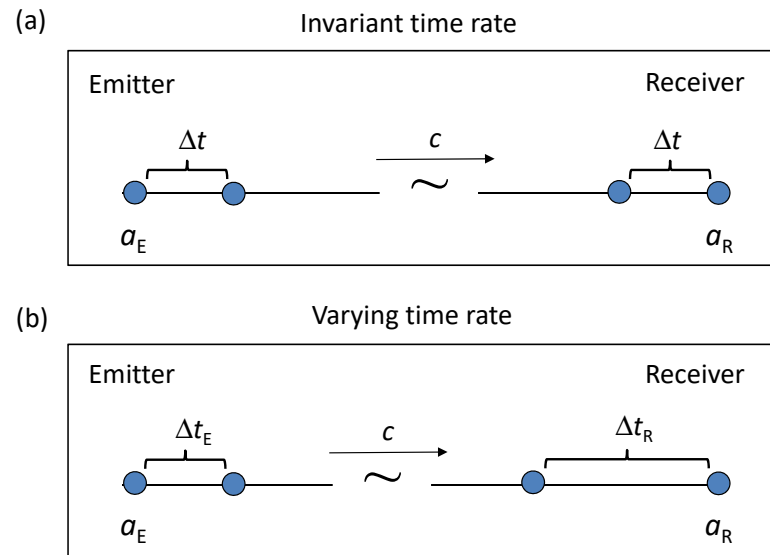 (a)
Invariant time rate
Emitter Receiver
Δt c Δt
~
a_E a_R
(b)
Varying time rate
Emitter Receiver
Δt_E c Δt_R
~
a_E a_R